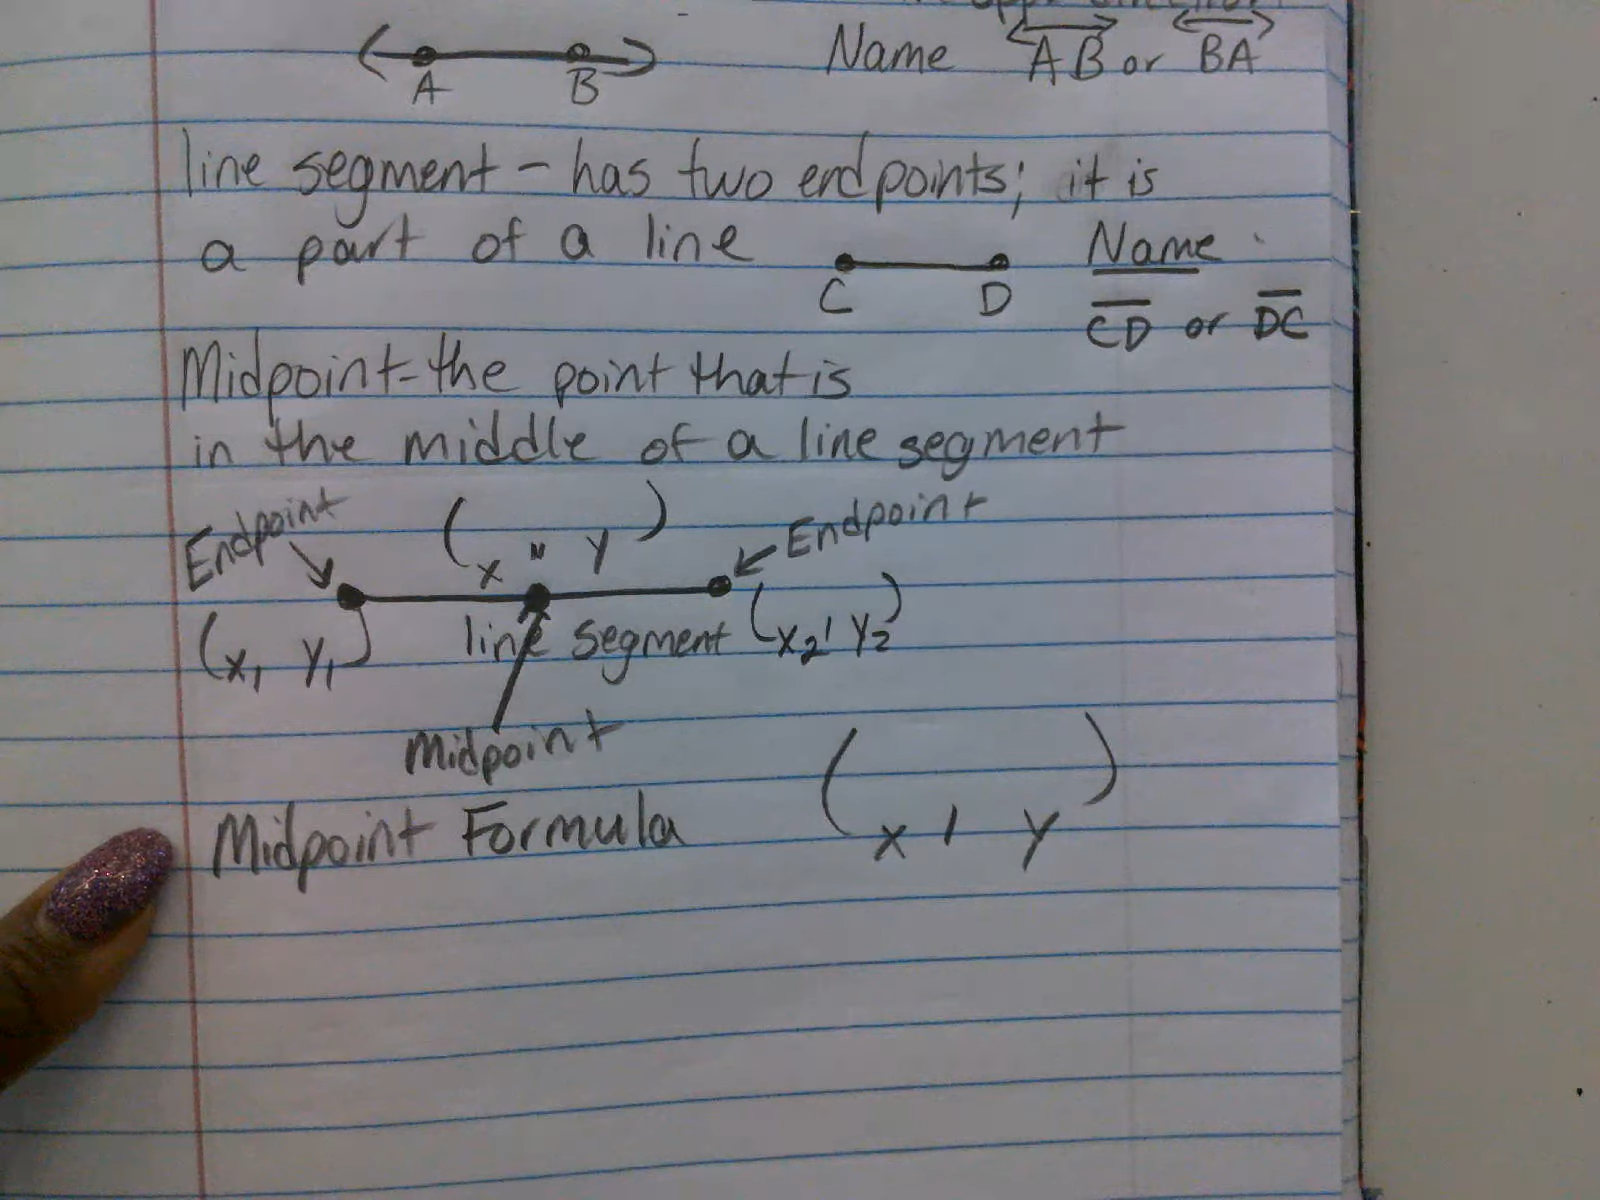 Name AB or BA
A B
line segment - has two endpoints; it is
a part of a line
C D
Name
CD or DC
Midpoint - the point that is
in the middle of a line segment
Endpoint ( x , y ) Endpoint
(x1 y1) line segment (x2, y2)
Midpoint
Midpoint Formula ( x , y )